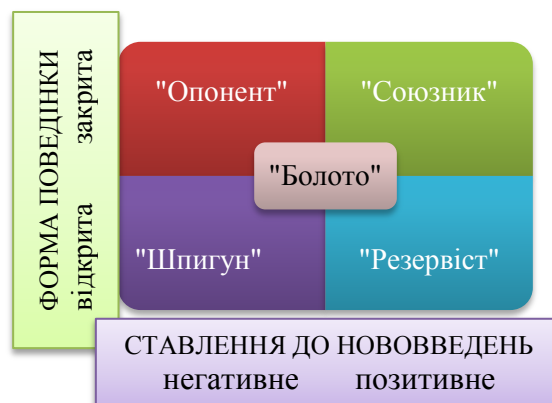 ФОРМА ПОВЕДІНКИ
відкрита закрита
"Опонент" "Союзник"
"Болото"
"Шпигун" "Резервіст"
СТАВЛЕННЯ ДО НОВОВВЕДЕНЬ
негативне позитивне